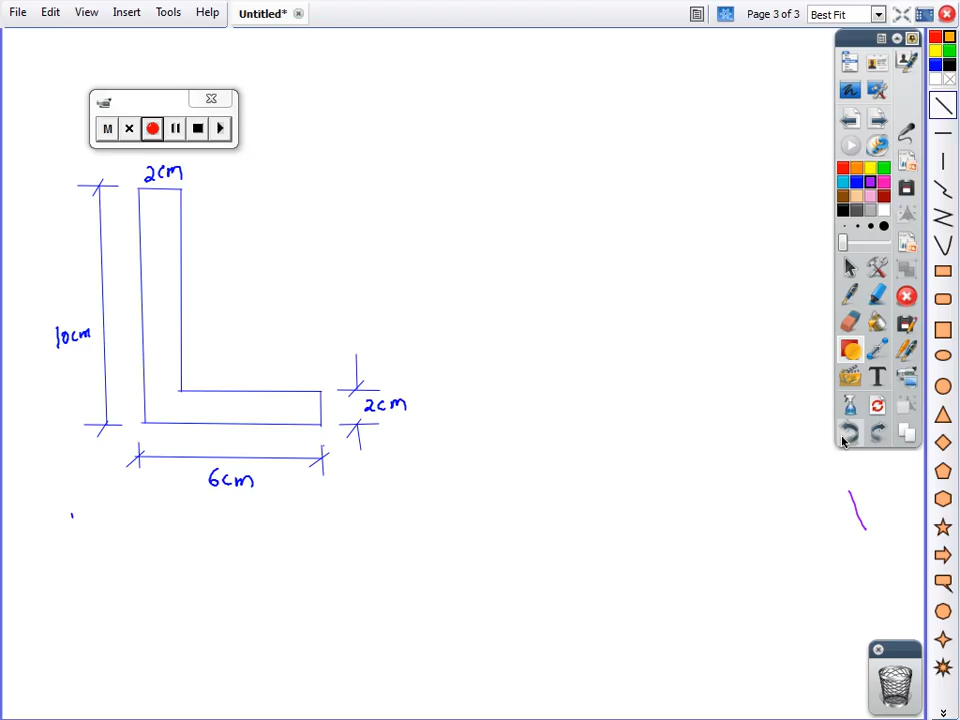 File Edit View Insert Tools Help Untitled* Page 3 of 3 Best Fit
M
2cm
10cm
2cm
6cm
T